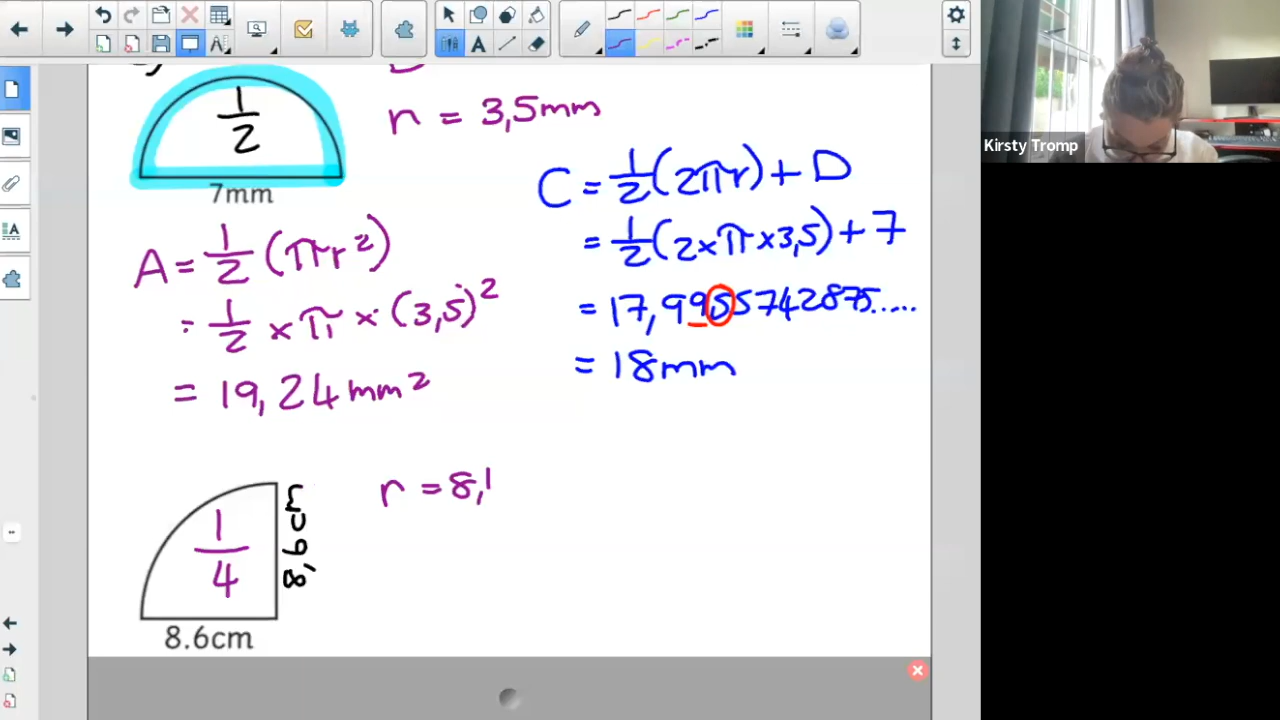 1/2
7mm
r = 3,5mm
A = 1/2 (πr²)
= 1/2 × π × (3,5)²
= 19,24mm²
C = 1/2 (2πr) + D
= 1/2 (2×π×3,5) + 7
= 17,9955742875.....
= 18mm
1/4
8,6cm
8.6cm
r = 8,1
Kirsty Tromp